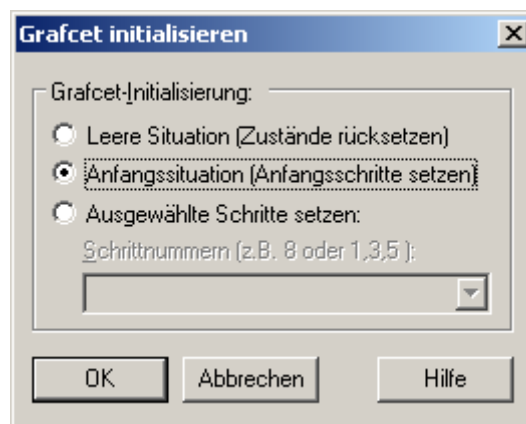 Grafcet initialisieren
Grafcet-Initialisierung:
Leere Situation (Zustände rücksetzen)
Anfangssituation (Anfangsschritte setzen)
Ausgewählte Schritte setzen:
Schrittnummern (z.B. 8 oder 1,3,5 ):
OK Abbrechen Hilfe